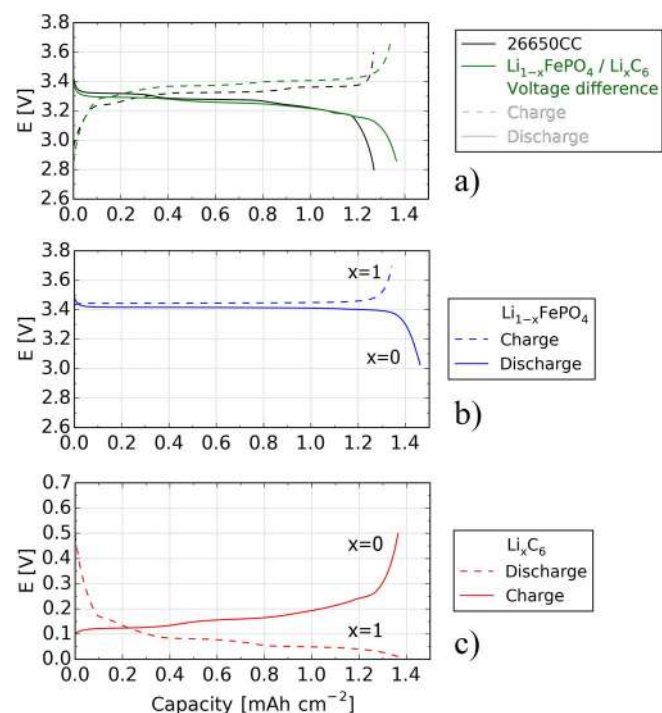 3.8
3.6
3.4
3.2
3.0
2.8
2.6
E [V]
0.0 0.2 0.4 0.6 0.8 1.0 1.2 1.4
26650CC
Li₁₋ₓFePO₄ / LiₓC₆
Voltage difference
Charge
Discharge
a)
3.8
3.6
3.4
3.2
3.0
2.8
2.6
E [V]
x=1
x=0
0.0 0.2 0.4 0.6 0.8 1.0 1.2 1.4
Li₁₋ₓFePO₄
Charge
Discharge
b)
0.7
0.6
0.5
0.4
0.3
0.2
0.1
0.0
E [V]
x=0
x=1
0.0 0.2 0.4 0.6 0.8 1.0 1.2 1.4
Capacity [mAh cm⁻²]
LiₓC₆
Discharge
Charge
c)